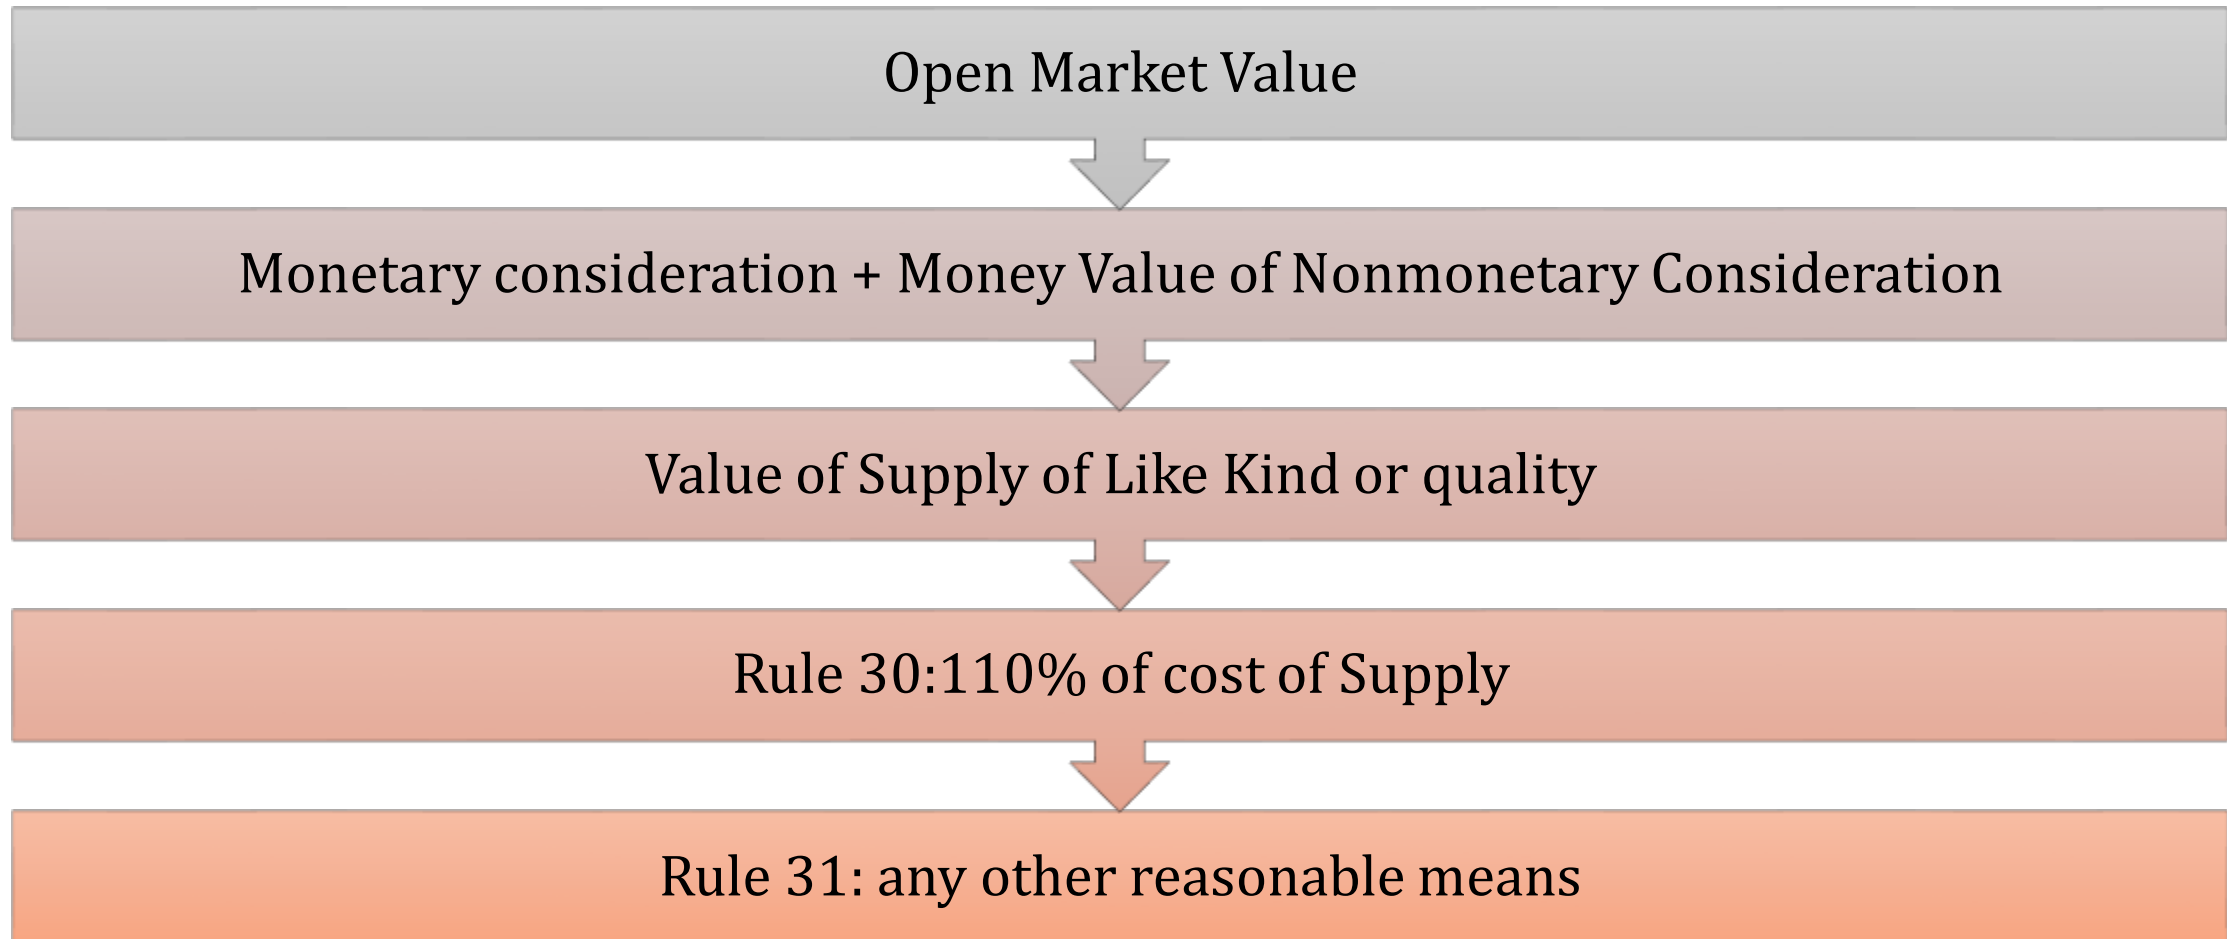 Open Market Value
Monetary consideration + Money Value of Nonmonetary Consideration
Value of Supply of Like Kind or quality
Rule 30:110% of cost of Supply
Rule 31: any other reasonable means